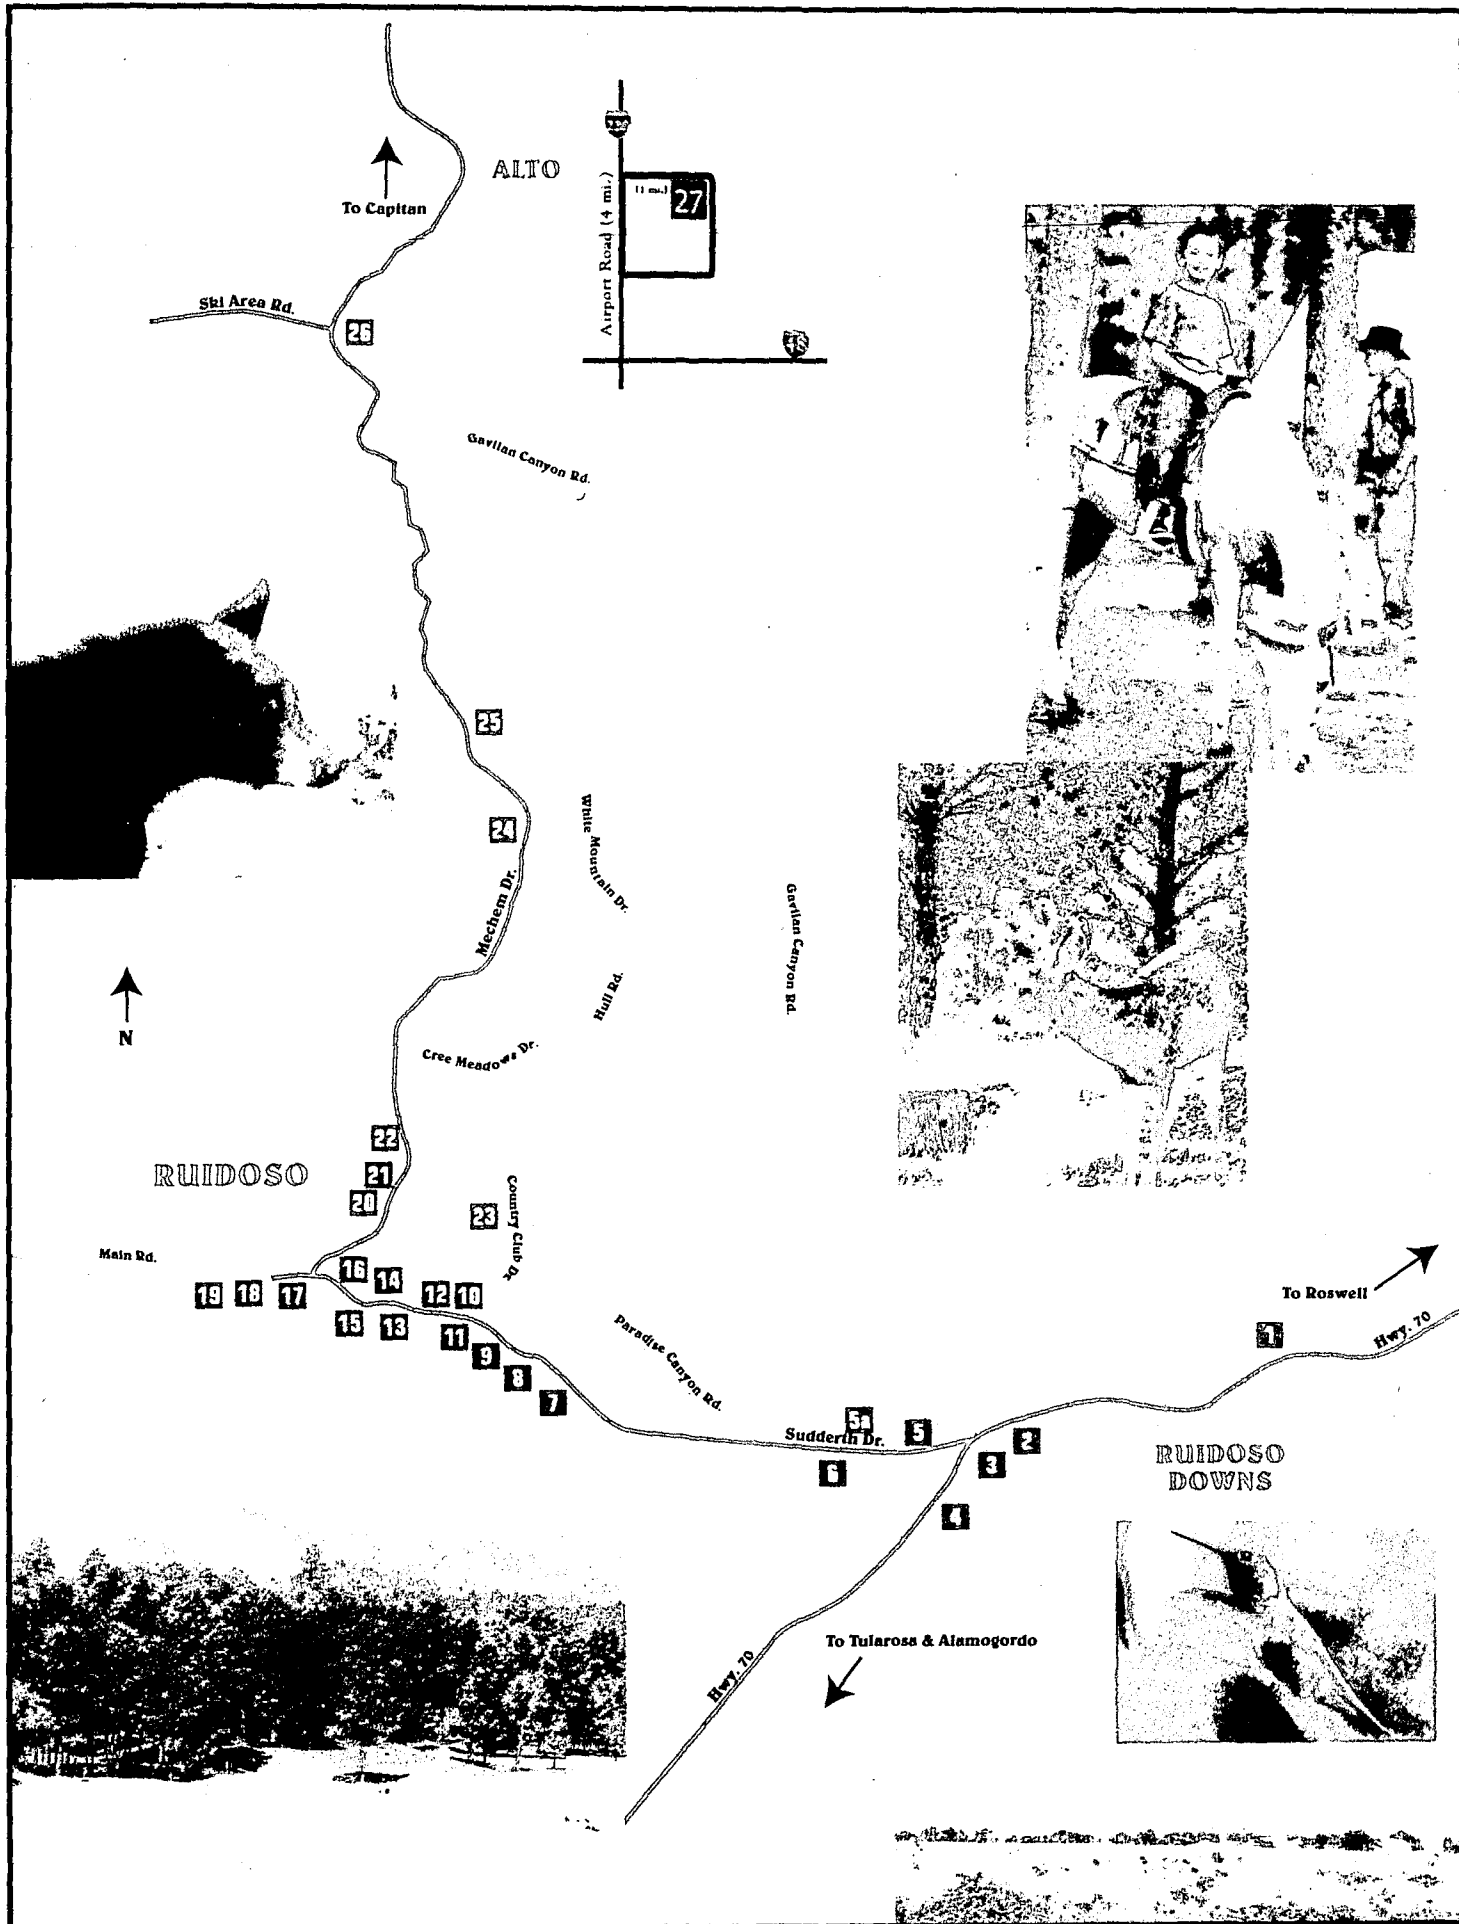 ALTO
To Capitan
Airport Road (4 mi.)
(1 mi.)
27
48
Ski Area Rd.
26
Gavilan Canyon Rd.
25
24
White Mountain Dr.
Mechem Dr.
Gavilan Canyon Rd.
Hull Rd.
N
Cree Meadows Dr.
22
RUIDOSO
21
20
23
Country Club Dr.
Main Rd.
16
14
12
10
19
18
17
15
13
11
9
8
7
Paradise Canyon Rd.
To Roswell
1
Hwy. 70
5a
Sudderth Dr.
5
6
2
3
4
RUIDOSO
DOWNS
To Tularosa & Alamogordo
Hwy. 70